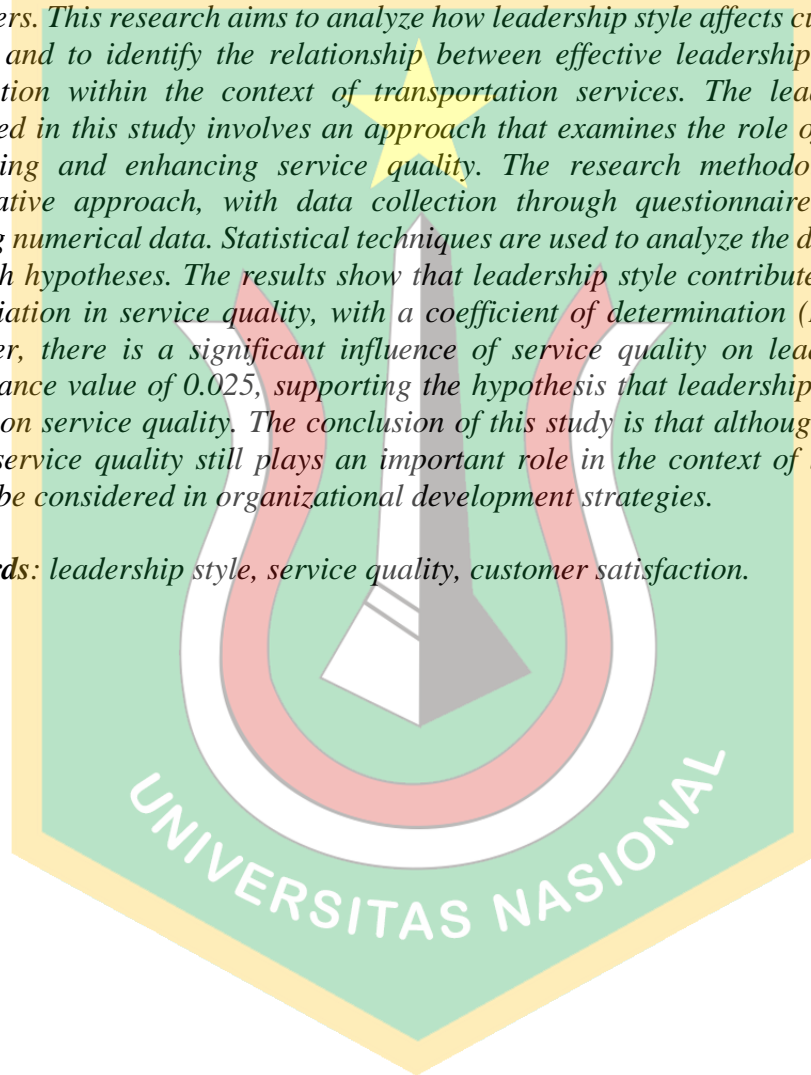 ers. This research aims to analyze how leadership style affects cu
and to identify the relationship between effective leadership
tion within the context of transportation services. The lea
ed in this study involves an approach that examines the role o
ing and enhancing service quality. The research methodo
ative approach, with data collection through questionnaire
g numerical data. Statistical techniques are used to analyze the d
h hypotheses. The results show that leadership style contribute
iation in service quality, with a coefficient of determination (
er, there is a significant influence of service quality on lead
ance value of 0.025, supporting the hypothesis that leadership
on service quality. The conclusion of this study is that althoug
service quality still plays an important role in the context of
be considered in organizational development strategies.
rds: leadership style, service quality, customer satisfaction.
UNIVERSITAS NASIONAL